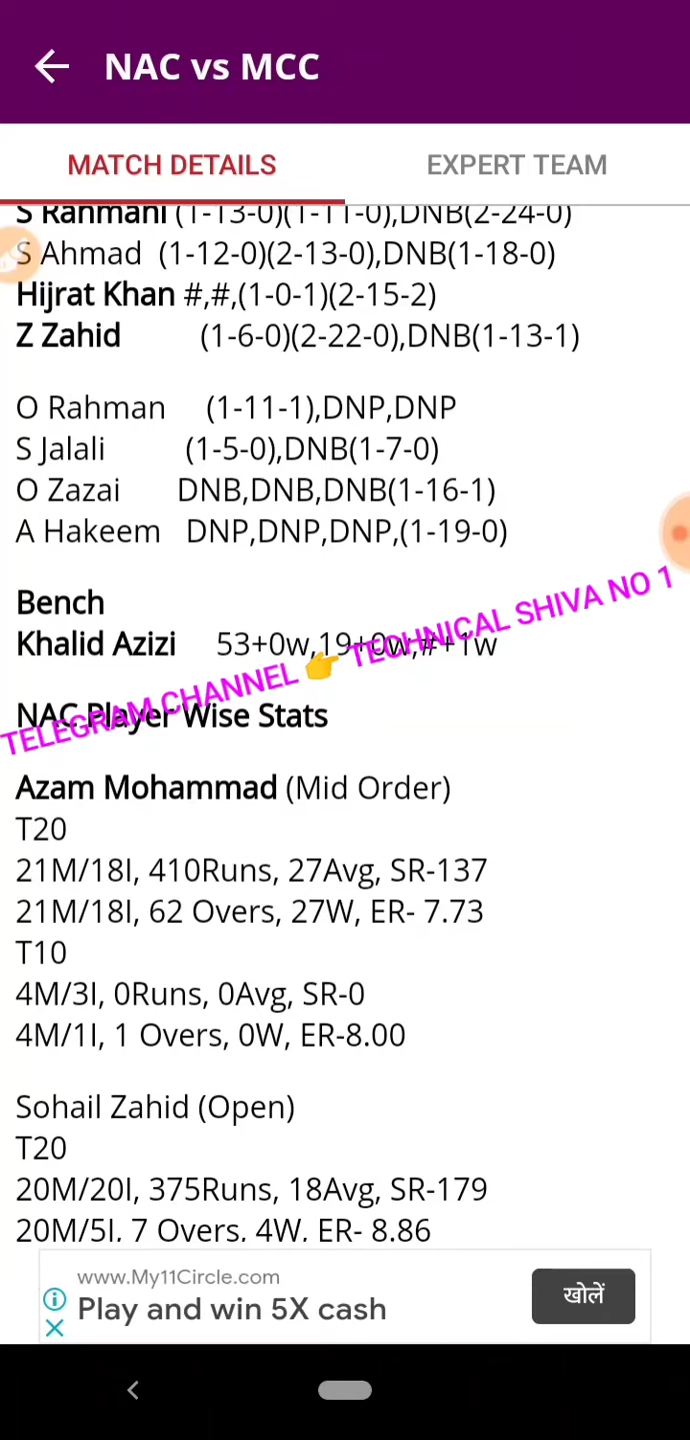 NAC vs MCC
MATCH DETAILS
EXPERT TEAM
S Rahmani (1-13-0)(1-11-0),DNB(2-24-0)
S Ahmad (1-12-0)(2-13-0),DNB(1-18-0)
Hijrat Khan #,#,(1-0-1)(2-15-2)
Z Zahid (1-6-0)(2-22-0),DNB(1-13-1)
O Rahman (1-11-1),DNP,DNP
S Jalali (1-5-0),DNB(1-7-0)
O Zazai DNB,DNB,DNB(1-16-1)
A Hakeem DNP,DNP,DNP,(1-19-0)
Bench
Khalid Azizi 53+0w,19+0w,#+1w
TELEGRAM CHANNEL 👉 TECHNICAL SHIVA NO 1
NAC Player Wise Stats
Azam Mohammad (Mid Order)
T20
21M/18I, 410Runs, 27Avg, SR-137
21M/18I, 62 Overs, 27W, ER- 7.73
T10
4M/3I, 0Runs, 0Avg, SR-0
4M/1I, 1 Overs, 0W, ER-8.00
Sohail Zahid (Open)
T20
20M/20I, 375Runs, 18Avg, SR-179
20M/5I, 7 Overs, 4W, ER- 8.86
www.My11Circle.com
Play and win 5X cash
खोलें